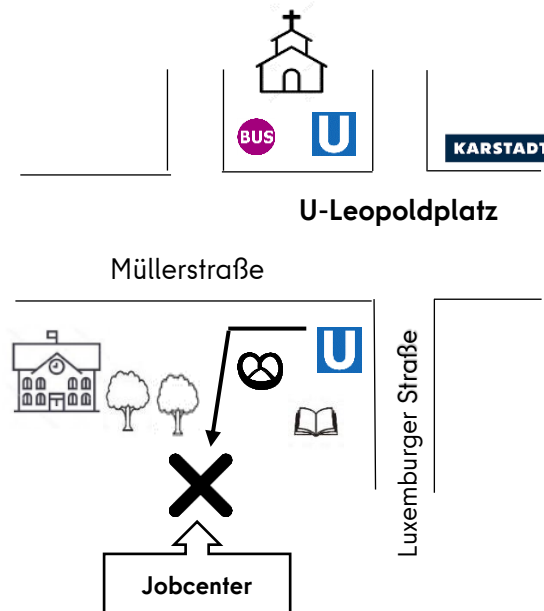 BUS
U
KARSTADT
U-Leopoldplatz
Müllerstraße
U
Luxemburger Straße
Jobcenter